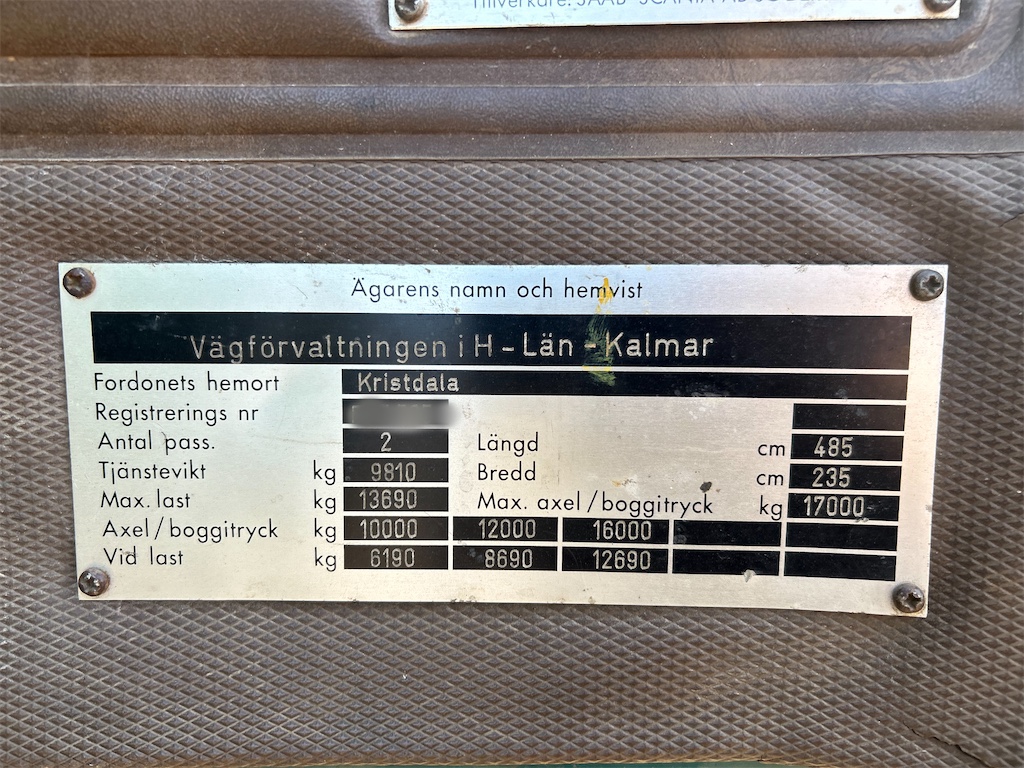 Tillverkare: SAAB-SCANIA AB
Ägarens namn och hemvist
Vägförvaltningen i H-Län-Kalmar
Fordonets hemort Kristdala
Registrerings nr
Antal pass. 2 Längd cm 485
Tjänstevikt kg 9810 Bredd cm 235
Max. last kg 13690 Max. axel/boggitryck kg 17000
Axel/boggitryck kg 10000 12000 16000
Vid last kg 6190 8690 12690